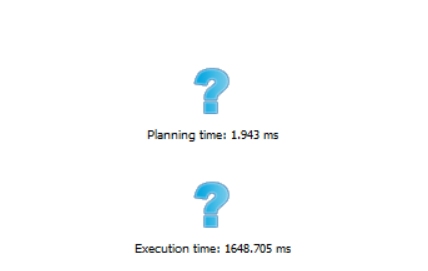 Planning time: 1.943 ms
Execution time: 1648.705 ms